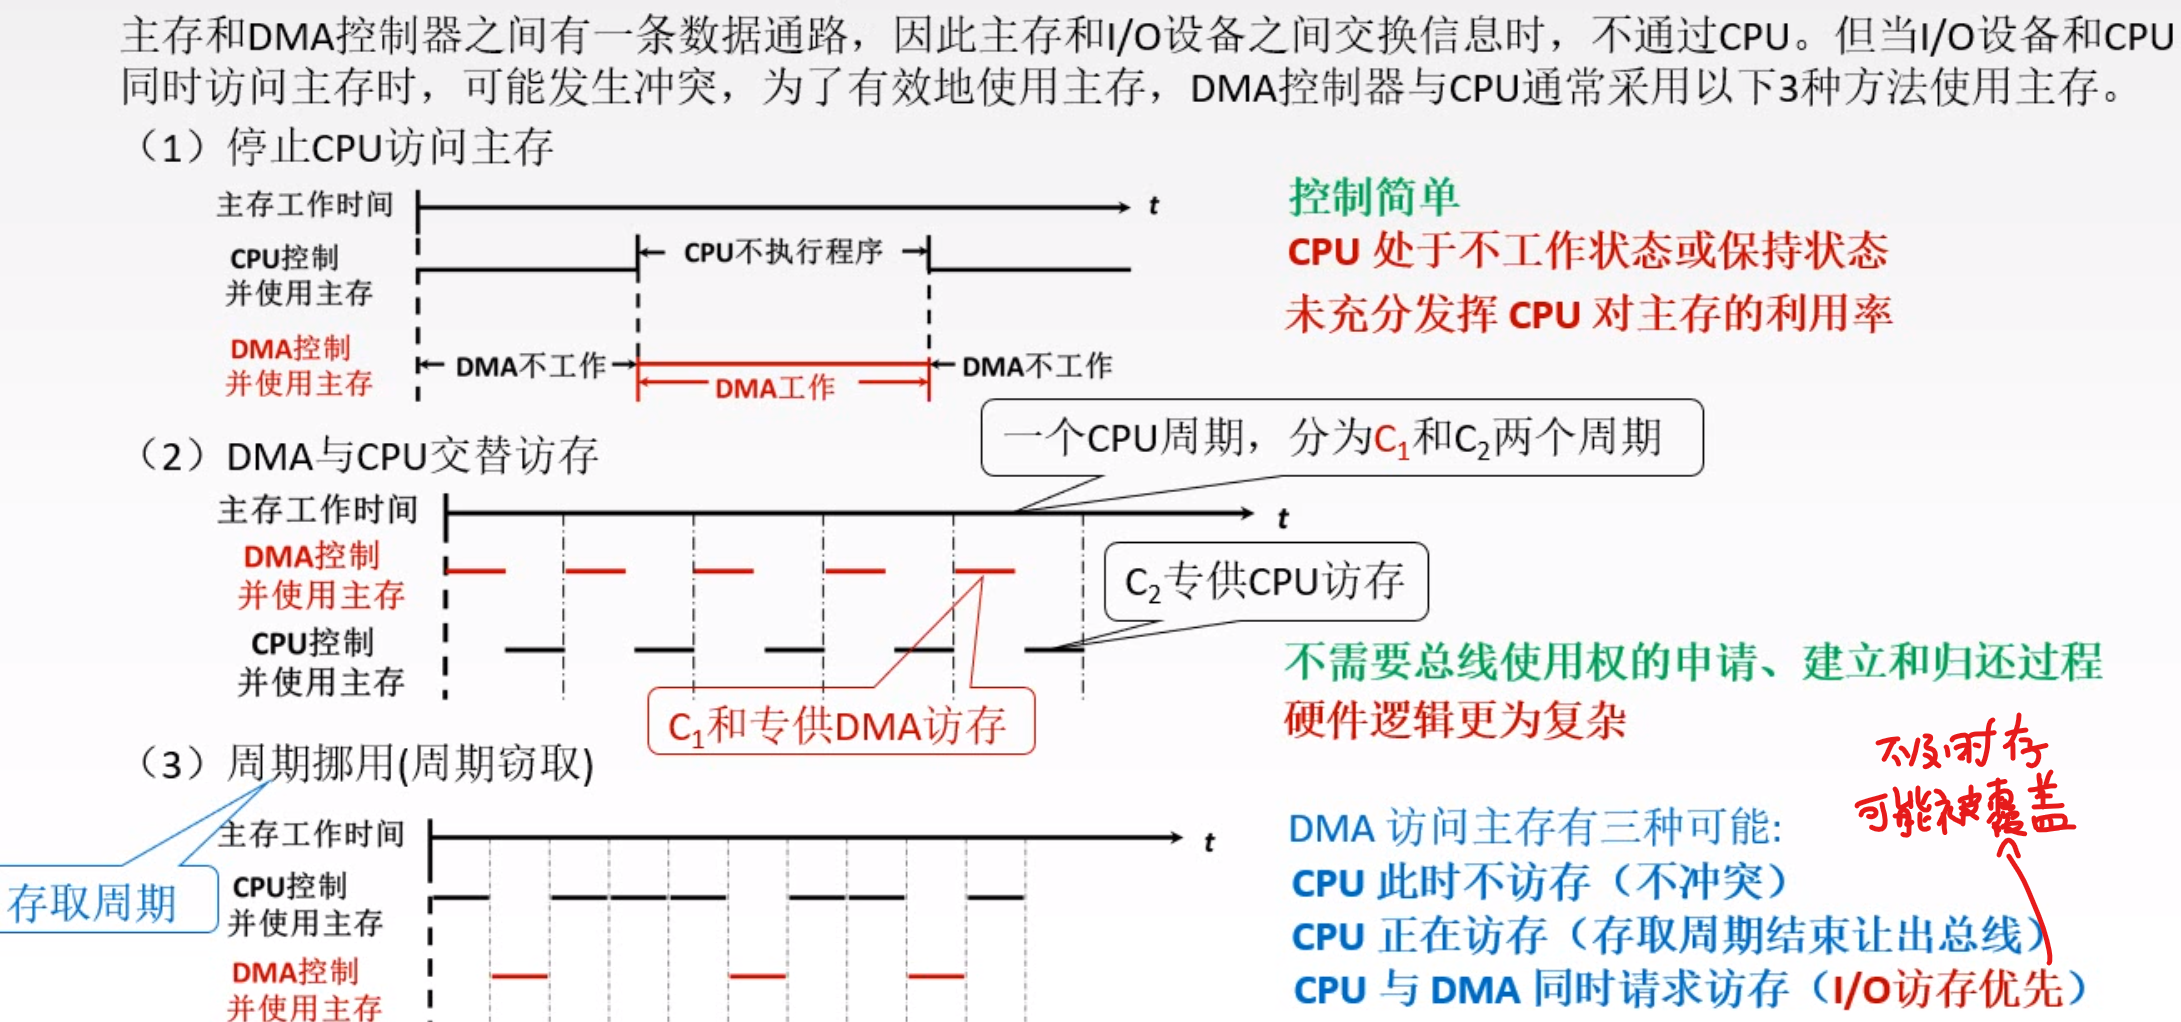 主存和DMA控制器之间有一条数据通路，因此主存和I/O设备之间交换信息时，不通过CPU。但当I/O设备和CPU
同时访问主存时，可能发生冲突，为了有效地使用主存，DMA控制器与CPU通常采用以下3种方法使用主存。
（1）停止CPU访问主存
主存工作时间
t
控制简单
CPU控制
并使用主存
CPU不执行程序
CPU 处于不工作状态或保持状态
未充分发挥 CPU 对主存的利用率
DMA控制
并使用主存
DMA不工作
DMA工作
DMA不工作
（2）DMA与CPU交替访存
一个CPU周期，分为C₁和C₂两个周期
主存工作时间
t
DMA控制
并使用主存
C₂专供CPU访存
CPU控制
并使用主存
C₁和专供DMA访存
不需要总线使用权的申请、建立和归还过程
硬件逻辑更为复杂
（3）周期挪用(周期窃取)
不及时存
可能被覆盖
主存工作时间
t
存取周期
CPU控制
并使用主存
DMA控制
并使用主存
DMA 访问主存有三种可能:
CPU 此时不访存（不冲突）
CPU 正在访存（存取周期结束让出总线）
CPU 与 DMA 同时请求访存（I/O访存优先）